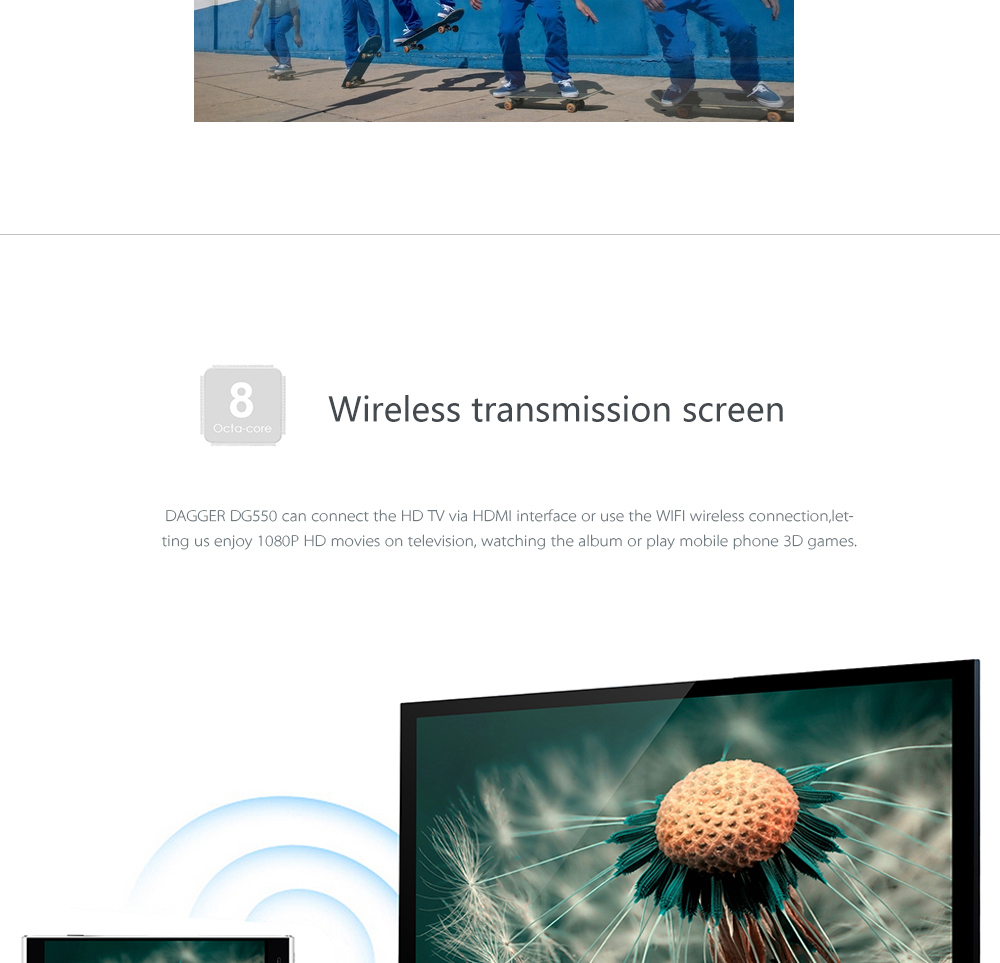 8
Octa-core
Wireless transmission screen
DAGGER DG550 can connect the HD TV via HDMI interface or use the WIFI wireless connection,let-
ting us enjoy 1080P HD movies on television, watching the album or play mobile phone 3D games.